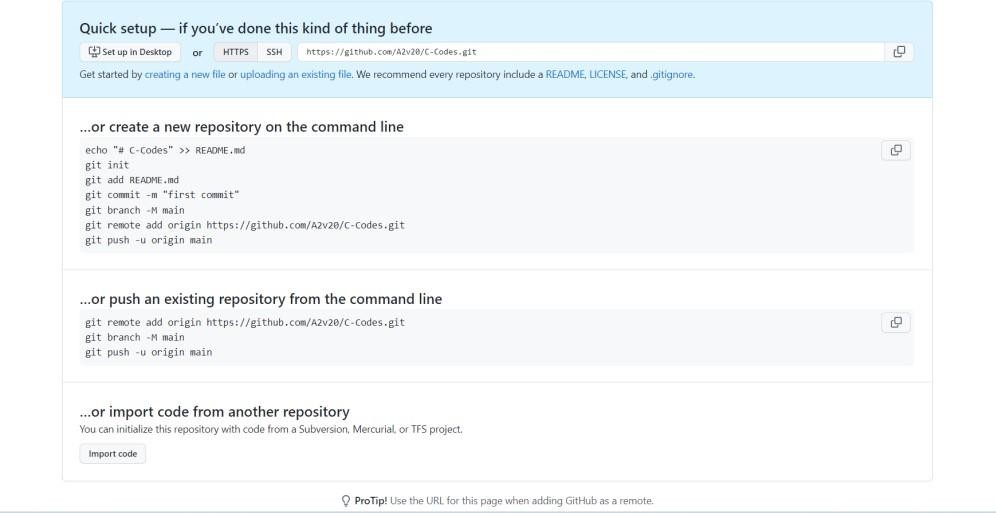 Quick setup — if you've done this kind of thing before
Set up in Desktop or HTTPS SSH https://github.com/A2v20/C-Codes.git
Get started by creating a new file or uploading an existing file. We recommend every repository include a README, LICENSE, and .gitignore.
…or create a new repository on the command line
echo "# C-Codes" >> README.md
git init
git add README.md
git commit -m "first commit"
git branch -M main
git remote add origin https://github.com/A2v20/C-Codes.git
git push -u origin main
…or push an existing repository from the command line
git remote add origin https://github.com/A2v20/C-Codes.git
git branch -M main
git push -u origin main
…or import code from another repository
You can initialize this repository with code from a Subversion, Mercurial, or TFS project.
Import code
ProTip! Use the URL for this page when adding GitHub as a remote.